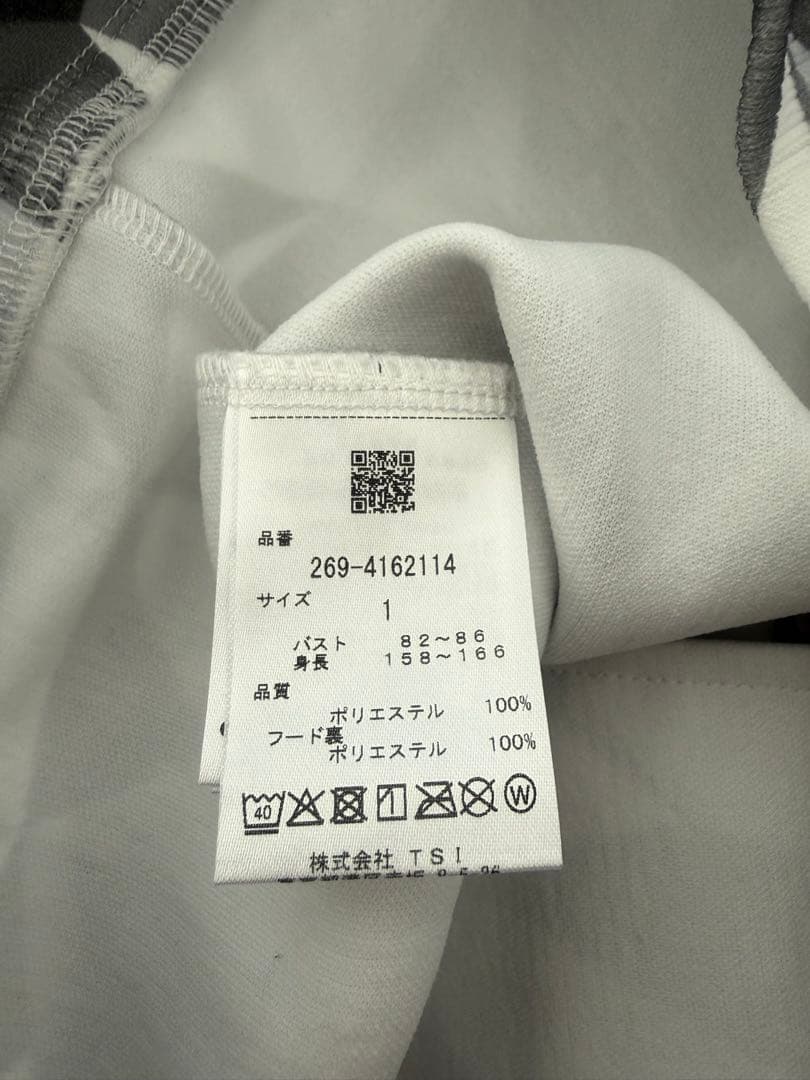 品番
269-4162114
サイズ
1
バスト 82～86
身長 158～166
品質
ポリエステル 100%
フード裏
ポリエステル 100%
40
W
株式会社 TSI